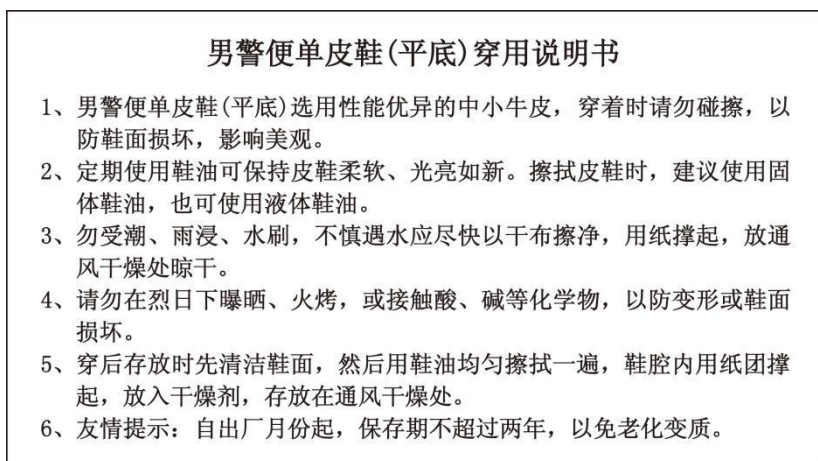 男警便单皮鞋(平底)穿用说明书
1、男警便单皮鞋(平底)选用性能优异的中小牛皮，穿着时请勿碰擦，以
防鞋面损坏，影响美观。
2、定期使用鞋油可保持皮鞋柔软、光亮如新。擦拭皮鞋时，建议使用固
体鞋油，也可使用液体鞋油。
3、勿受潮、雨浸、水刷，不慎遇水应尽快以干布擦净，用纸撑起，放通
风干燥处晾干。
4、请勿在烈日下曝晒、火烤，或接触酸、碱等化学物，以防变形或鞋面
损坏。
5、穿后存放时先清洁鞋面，然后用鞋油均匀擦拭一遍，鞋腔内用纸团撑
起，放入干燥剂，存放在通风干燥处。
6、友情提示：自出厂月份起，保存期不超过两年，以免老化变质。